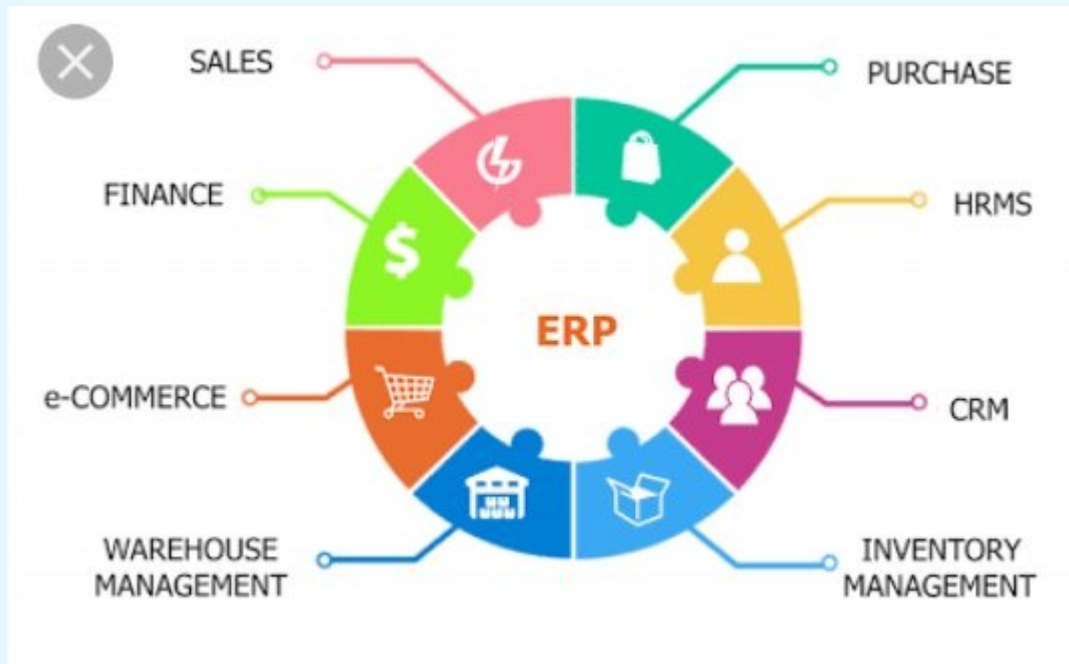 SALES
PURCHASE
FINANCE
HRMS
ERP
e-COMMERCE
CRM
WAREHOUSE
MANAGEMENT
INVENTORY
MANAGEMENT